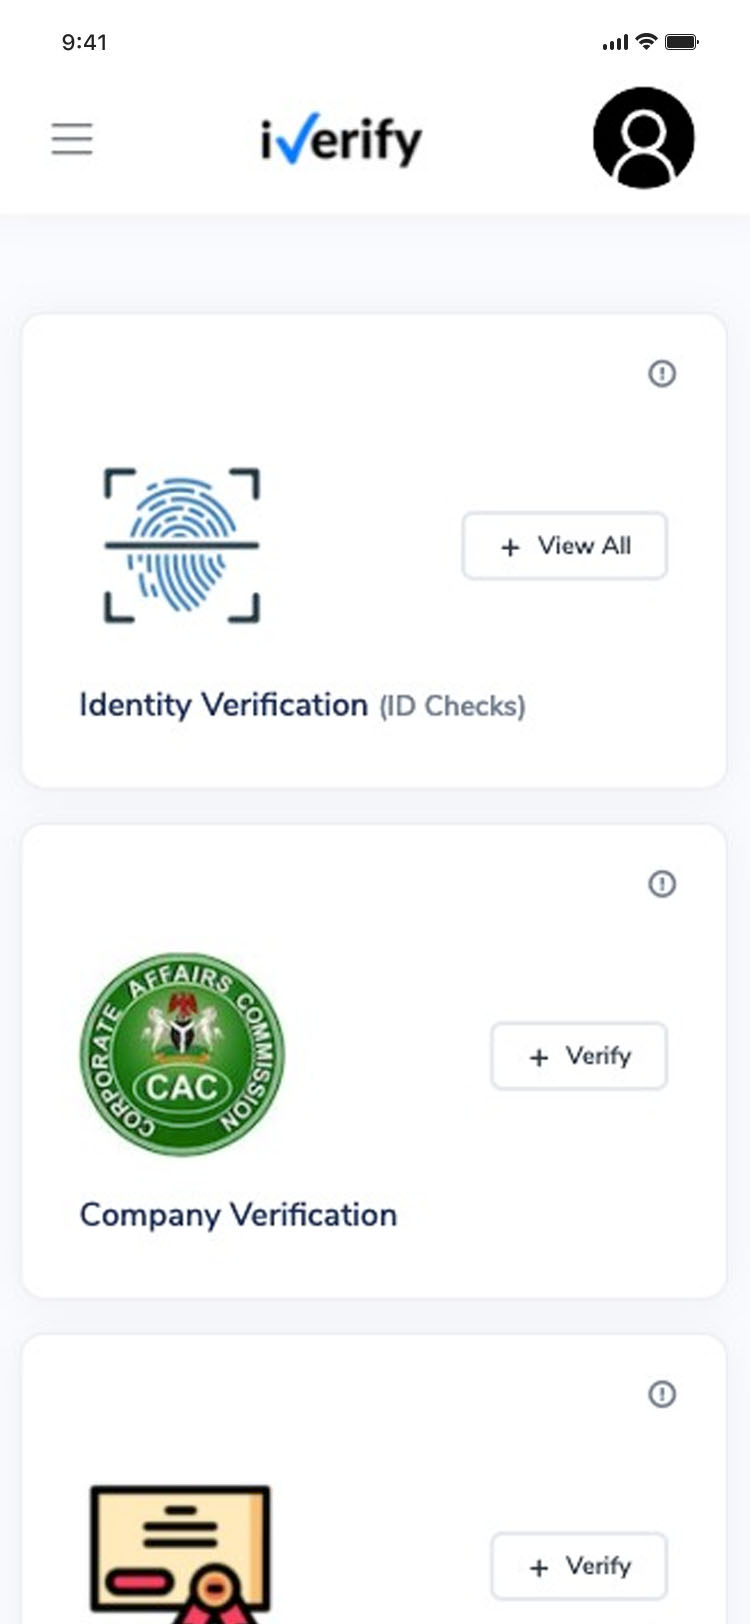 9:41
iVerify
+ View All
Identity Verification (ID Checks)
CORPORATE AFFAIRS COMMISSION
CAC
+ Verify
Company Verification
+ Verify